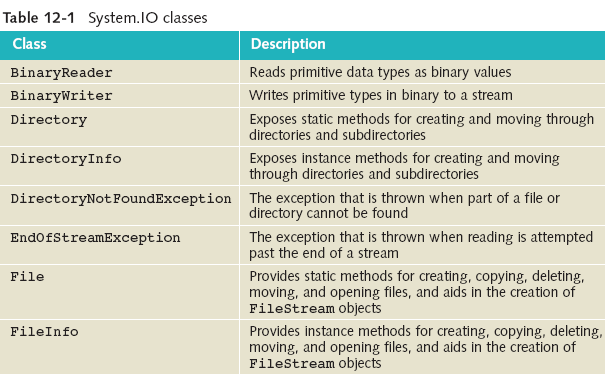 Table 12-1 System.IO classes
Class Description
BinaryReader Reads primitive data types as binary values
BinaryWriter Writes primitive types in binary to a stream
Directory Exposes static methods for creating and moving through
directories and subdirectories
DirectoryInfo Exposes instance methods for creating and moving
through directories and subdirectories
DirectoryNotFoundException The exception that is thrown when part of a file or
directory cannot be found
EndOfStreamException The exception that is thrown when reading is attempted
past the end of a stream
File Provides static methods for creating, copying, deleting,
moving, and opening files, and aids in the creation of
FileStream objects
FileInfo Provides instance methods for creating, copying, deleting,
moving, and opening files, and aids in the creation of
FileStream objects